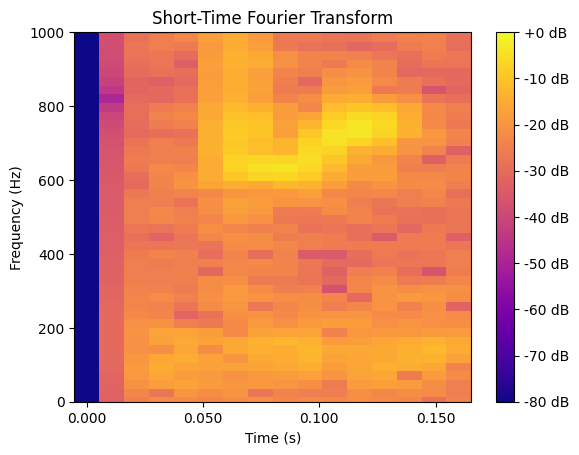 Short-Time Fourier Transform
1000
800
600
400
200
0
Frequency (Hz)
0.000
0.050
0.100
0.150
Time (s)
+0 dB
-10 dB
-20 dB
-30 dB
-40 dB
-50 dB
-60 dB
-70 dB
-80 dB